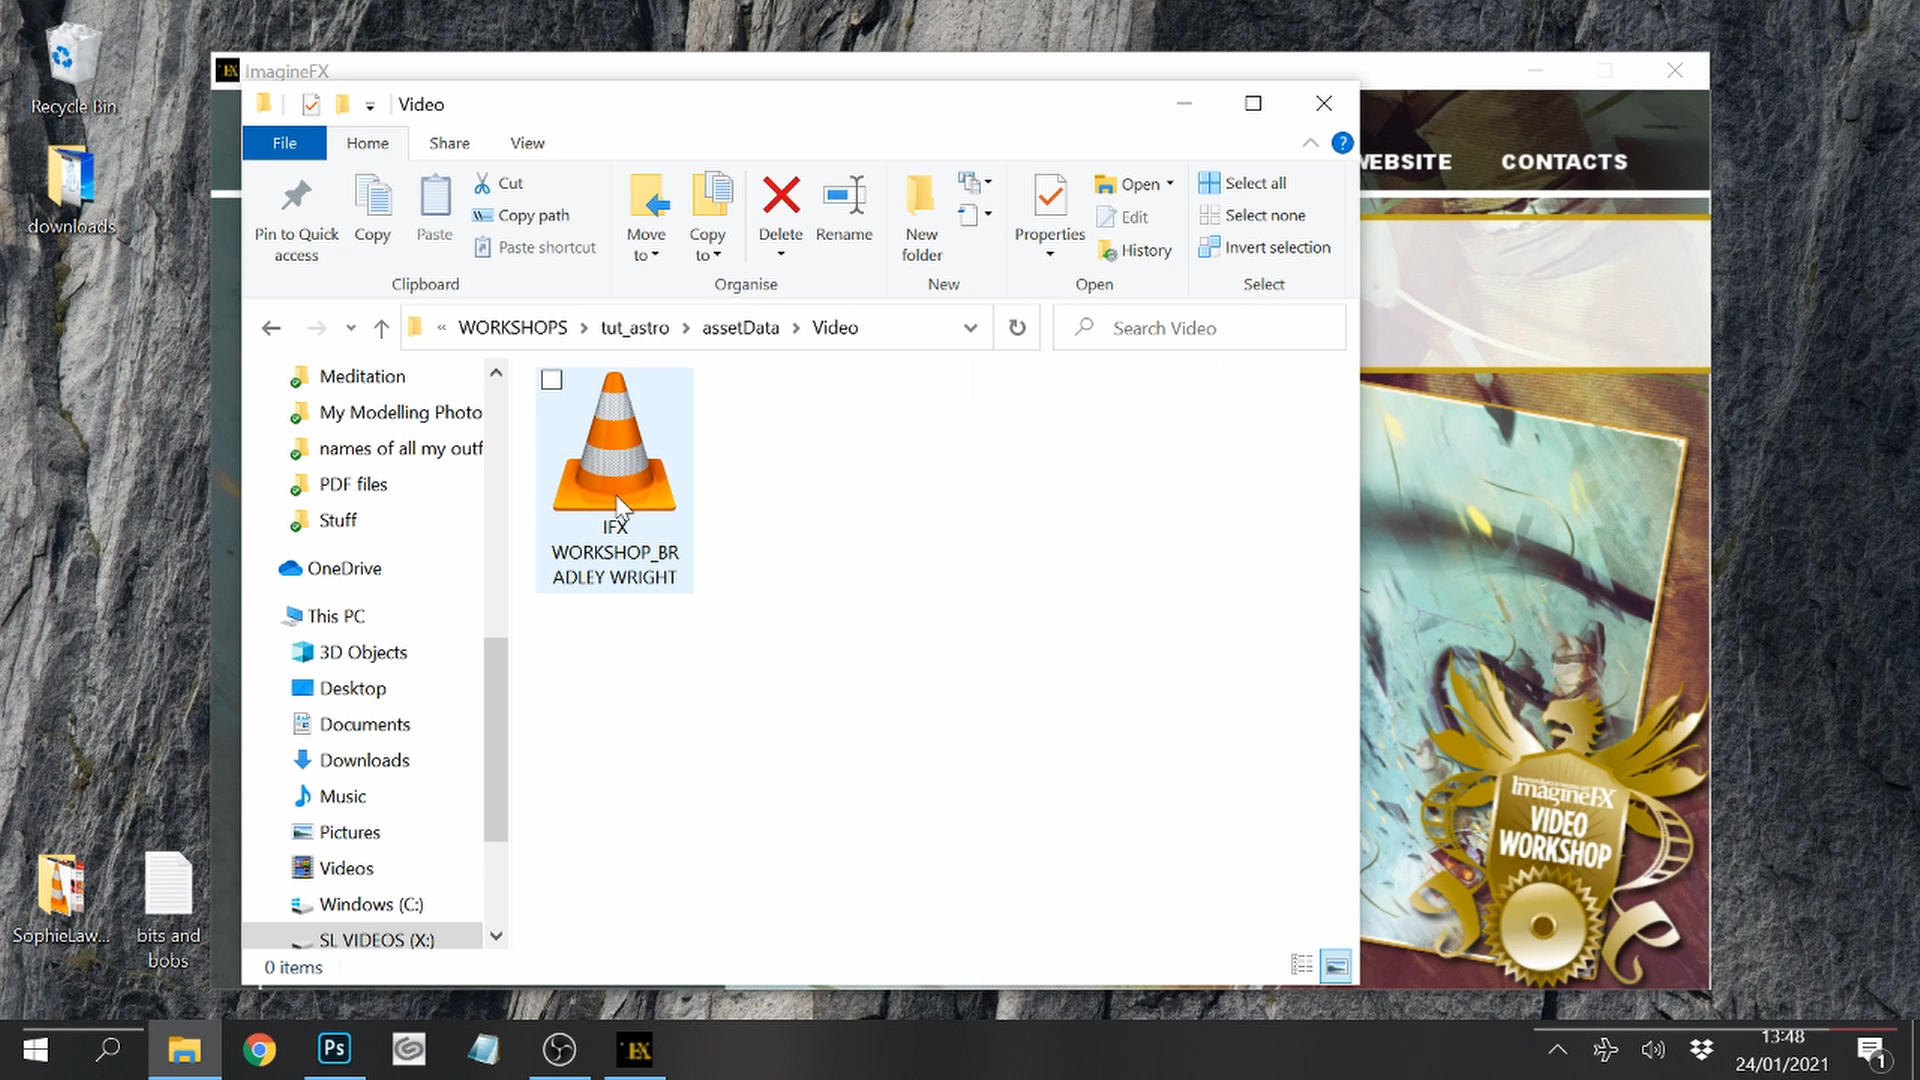 Recycle Bin
downloads
SophieLaw...
bits and
bobs
ImagineFX
WEBSITE
CONTACTS
Video
File
Home
Share
View
Pin to Quick
access
Copy
Paste
Cut
Copy path
Paste shortcut
Clipboard
Move
to
Copy
to
Delete
Rename
Organise
New
folder
New
Properties
Open
Edit
History
Open
Select all
Select none
Invert selection
Select
« WORKSHOPS > tut_astro > assetData > Video
Search Video
Meditation
My Modelling Photo
names of all my outf
PDF files
Stuff
OneDrive
This PC
3D Objects
Desktop
Documents
Downloads
Music
Pictures
Videos
Windows (C:)
SL VIDEOS (X:)
IFX
WORKSHOP_BR
ADLEY WRIGHT
0 items
ImagineFX
VIDEO
WORKSHOP
Ps
13:48
24/01/2021
1